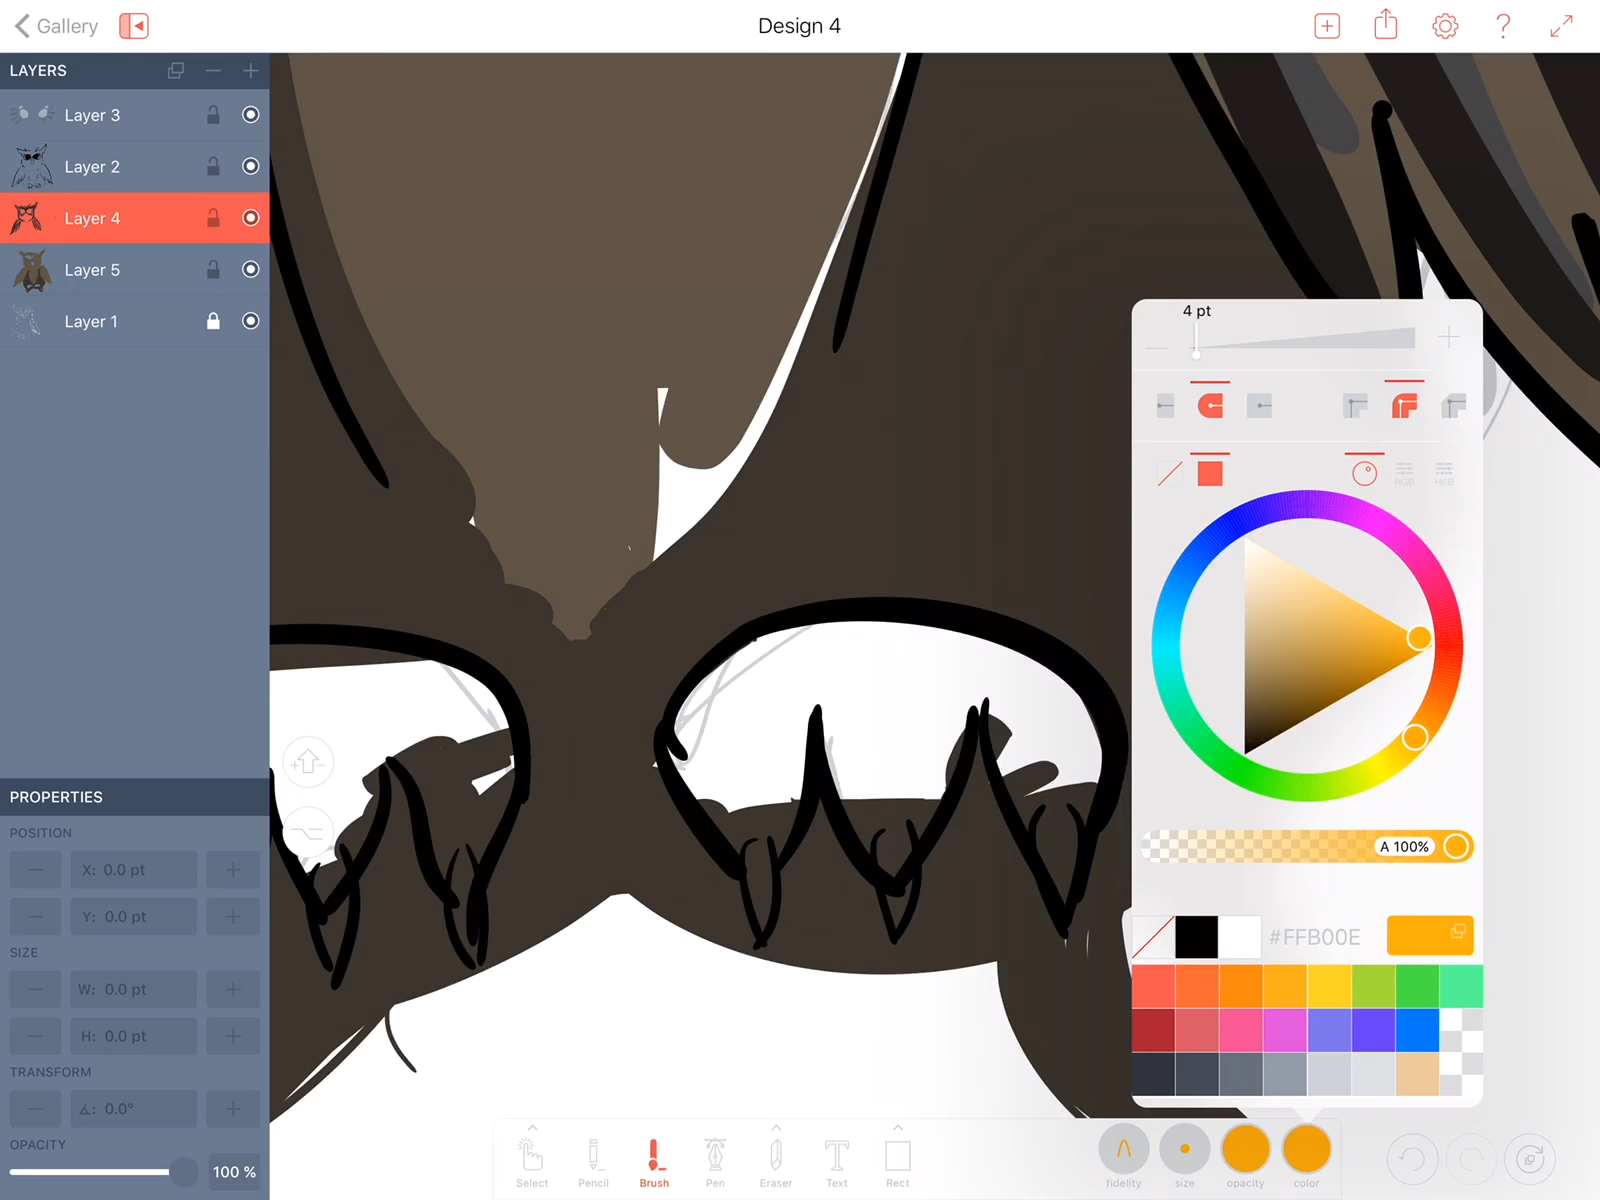 Gallery
Design 4
LAYERS
Layer 3
Layer 2
Layer 4
Layer 5
Layer 1
4 pt
RGB
HSB
A 100%
#FFB00E
PROPERTIES
POSITION
X: 0.0 pt
Y: 0.0 pt
SIZE
W: 0.0 pt
H: 0.0 pt
TRANSFORM
∡: 0.0°
OPACITY
100 %
Select
Pencil
Brush
Pen
Eraser
Text
Rect
fidelity
size
opacity
color